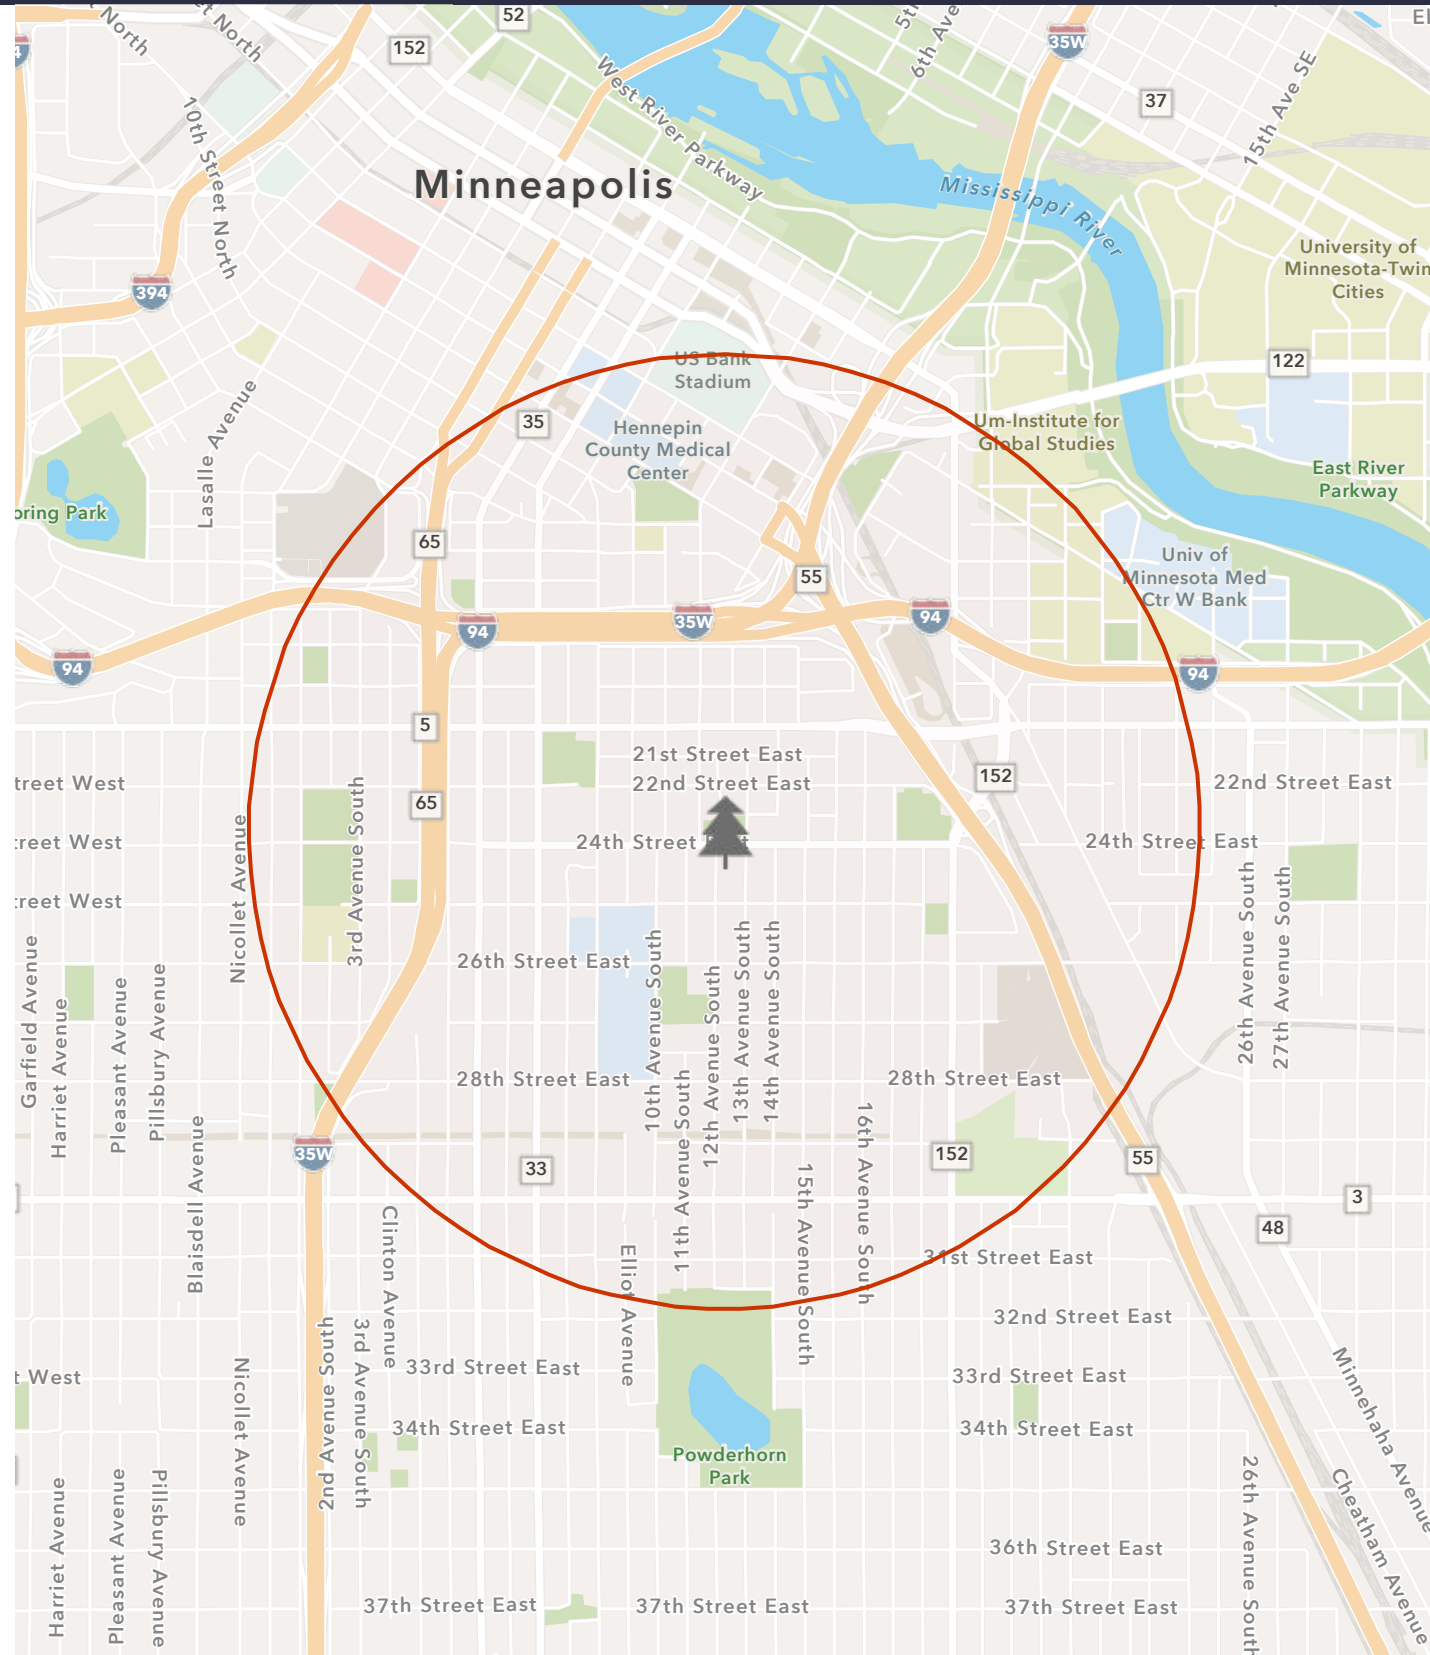 52
North
North
152
35W
6th Ave
37
15th Ave SE
West River Parkway
10th Street North
Minneapolis
Mississippi River
University of
Minnesota-Twin
Cities
394
US Bank
Stadium
122
Lasalle Avenue
35
Hennepin
County Medical
Center
Um-Institute for
Global Studies
East River
Parkway
oring Park
65
55
Univ of
Minnesota Med
Ctr W Bank
94
35W
94
94
94
5
21st Street East
22nd Street East
152
22nd Street East
treet West
65
24th Street East
24th Street East
treet West
Nicollet Avenue
3rd Avenue South
treet West
26th Avenue South
27th Avenue South
26th Street East
Garfield Avenue
Harriet Avenue
Pleasant Avenue
Pillsbury Avenue
10th Avenue South
12th Avenue South
13th Avenue South
14th Avenue South
28th Street East
28th Street East
11th Avenue South
16th Avenue South
Blaisdell Avenue
35W
33
152
55
15th Avenue South
3
48
Clinton Avenue
Elliot Avenue
31st Street East
32nd Street East
2nd Avenue South
3rd Avenue South
33rd Street East
33rd Street East
t West
Nicollet Avenue
34th Street East
34th Street East
Minnehaha Avenue
Powderhorn
Park
Harriet Avenue
Pleasant Avenue
Pillsbury Avenue
26th Avenue South
Cheatham Avenue
36th Street East
37th Street East
37th Street East
37th Street East